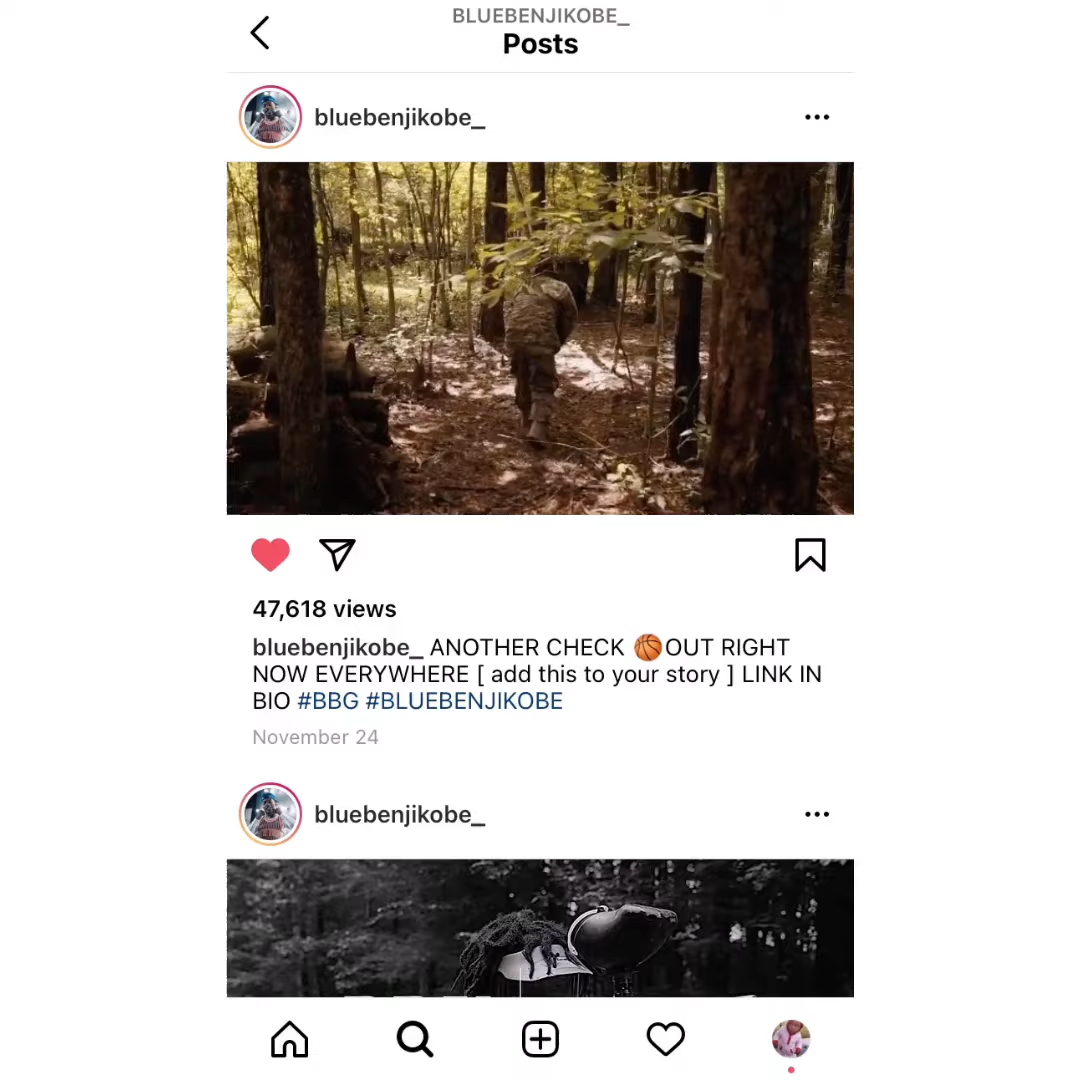 BLUEBENJIKOBE_
Posts
bluebenjikobe_
47,618 views
bluebenjikobe_ ANOTHER CHECK 🏀OUT RIGHT
NOW EVERYWHERE [ add this to your story ] LINK IN
BIO #BBG #BLUEBENJIKOBE
November 24
bluebenjikobe_